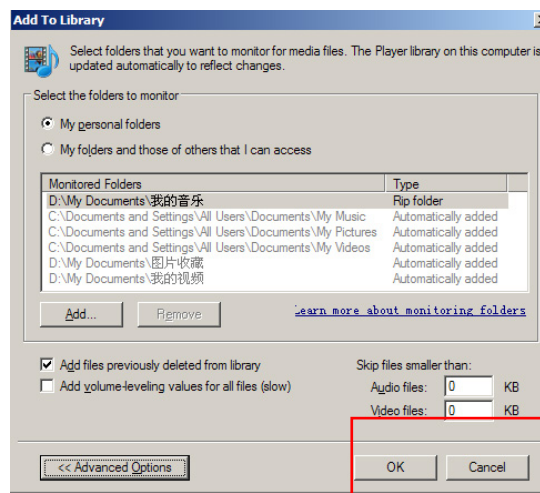 Add To Library
Select folders that you want to monitor for media files. The Player library on this computer is
updated automatically to reflect changes.
Select the folders to monitor
My personal folders
My folders and those of others that I can access
Monitored Folders Type
D:\My Documents\我的音乐 Rip folder
C:\Documents and Settings\All Users\Documents\My Music Automatically added
C:\Documents and Settings\All Users\Documents\My Pictures Automatically added
C:\Documents and Settings\All Users\Documents\My Videos Automatically added
D:\My Documents\图片收藏 Automatically added
D:\My Documents\我的视频 Automatically added
Add... Remove Learn more about monitoring folders
Add files previously deleted from library Skip files smaller than:
Add volume-leveling values for all files (slow) Audio files: 0 KB
Video files: 0 KB
<< Advanced Options OK Cancel